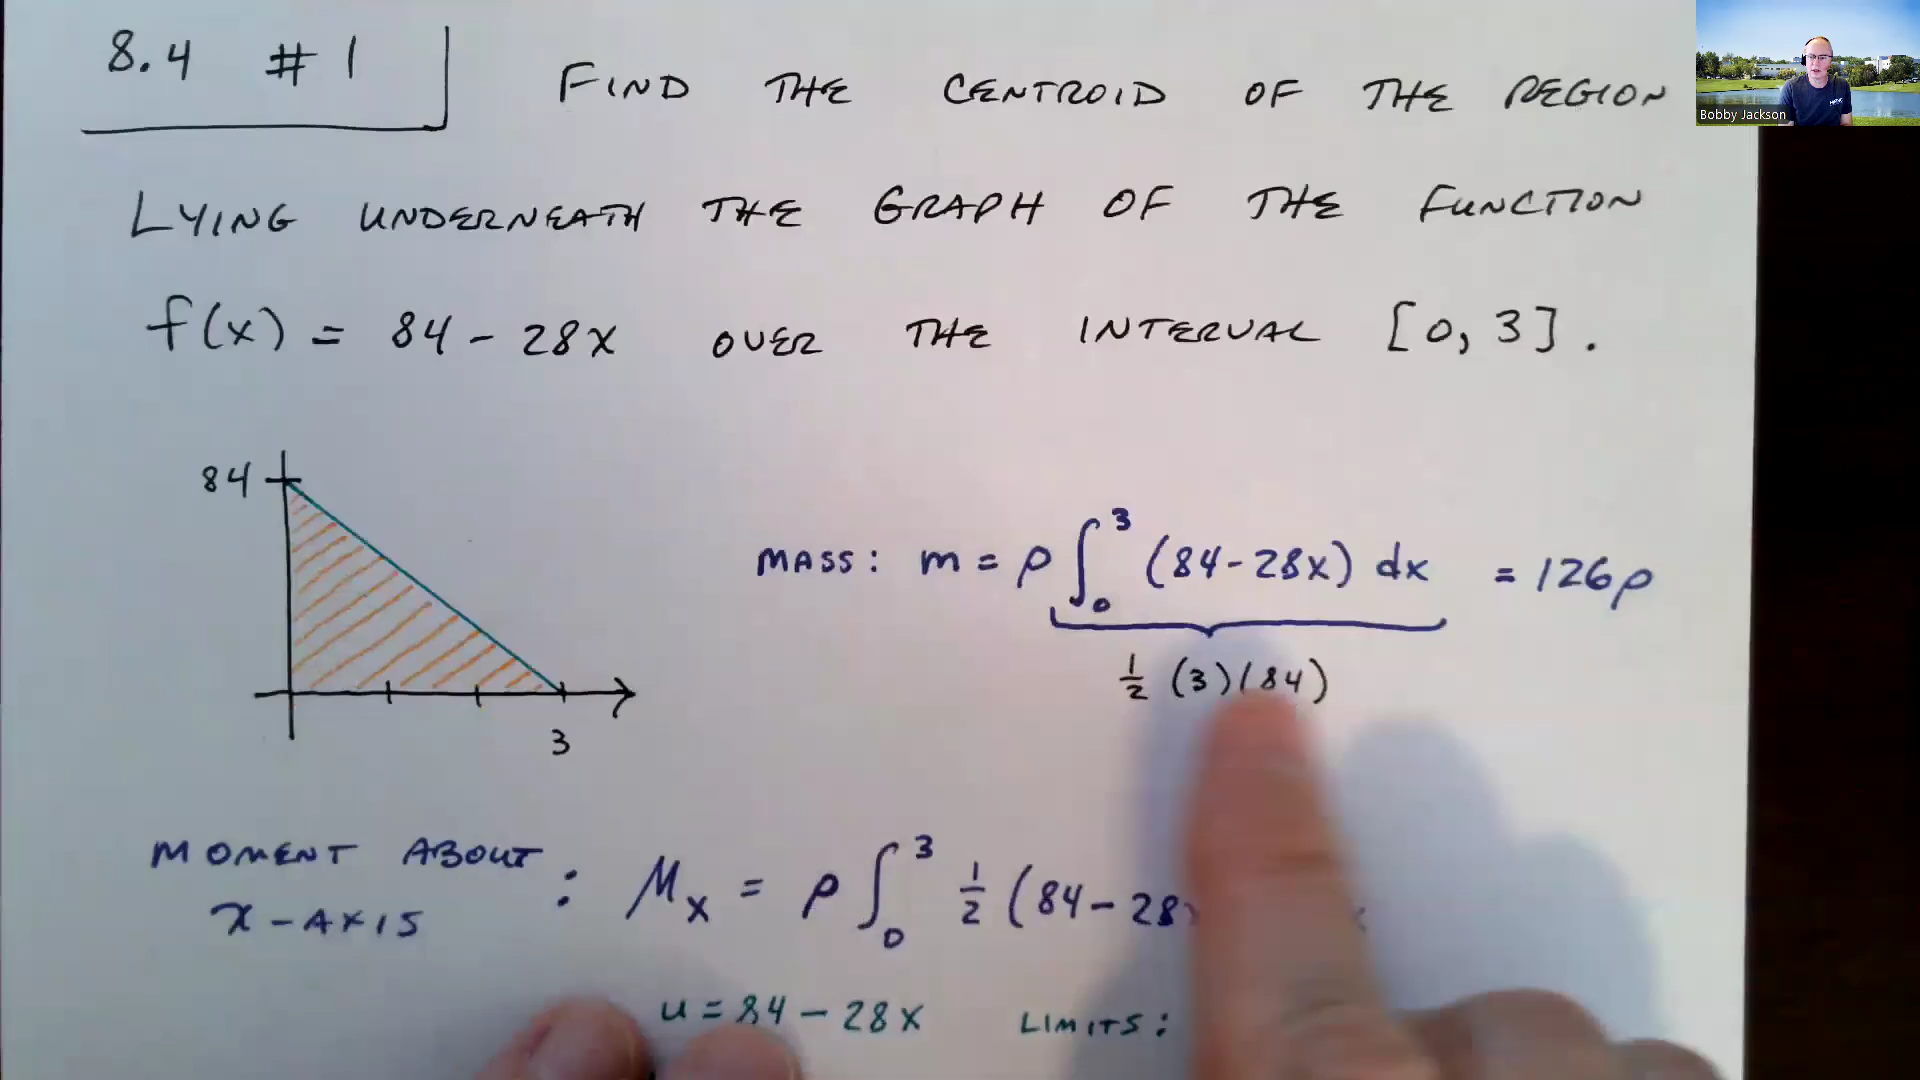 8.4 #1
FIND THE CENTROID OF THE REGION
Bobby Jackson
LYING UNDERNEATH THE GRAPH OF THE FUNCTION
f(x) = 84 - 28x OVER THE INTERVAL [0, 3].
84
3
MASS: m = ρ∫₀³ (84-28x) dx = 126ρ
½ (3)(84)
MOMENT ABOUT
x-AXIS
: Mₓ = ρ∫₀³ ½ (84-28
u = 84 - 28x LIMITS: